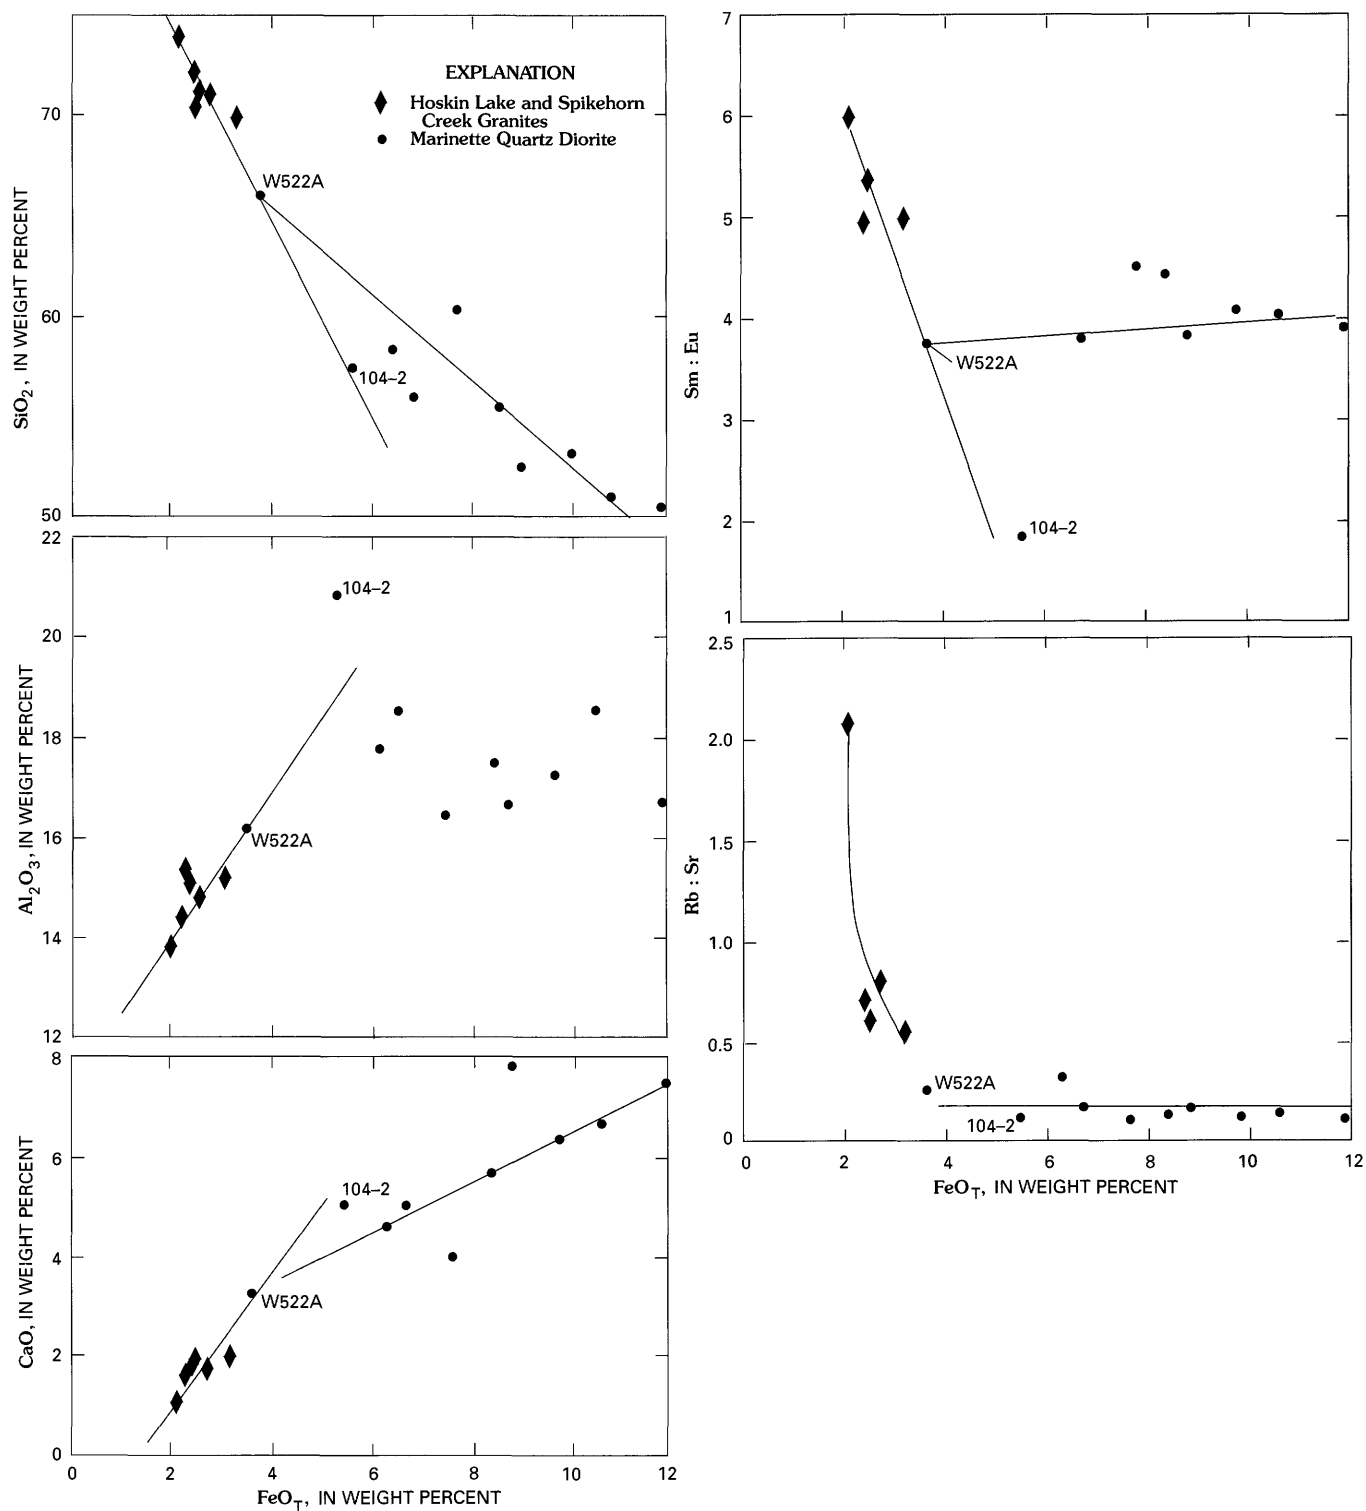 EXPLANATION
Hoskin Lake and Spikehorn
Creek Granites
Marinette Quartz Diorite
70
60
50
SiO2, IN WEIGHT PERCENT
W522A
104–2
22
20
18
16
14
12
Al2O3, IN WEIGHT PERCENT
104–2
W522A
8
6
4
2
0
CaO, IN WEIGHT PERCENT
104–2
W522A
0 2 4 6 8 10 12
FeOT, IN WEIGHT PERCENT
7
6
5
4
3
2
1
Sm : Eu
W522A
104–2
2.5
2.0
1.0
0.5
0
Rb : Sr
W522A
104–2
0 2 4 6 8 10 12
FeOT, IN WEIGHT PERCENT